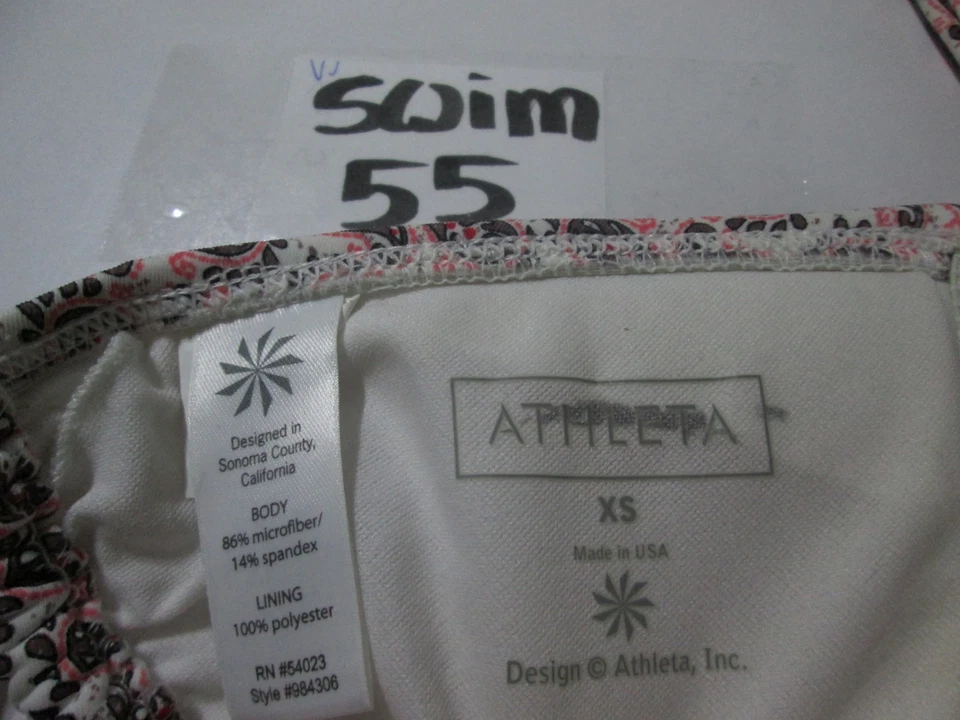 VJ
swim
55
Designed in
Sonoma County,
California
BODY
86% microfiber/
14% spandex
LINING
100% polyester
RN #54023
Style #984306
ATHLETA
XS
Made in USA
Design © Athleta, Inc.